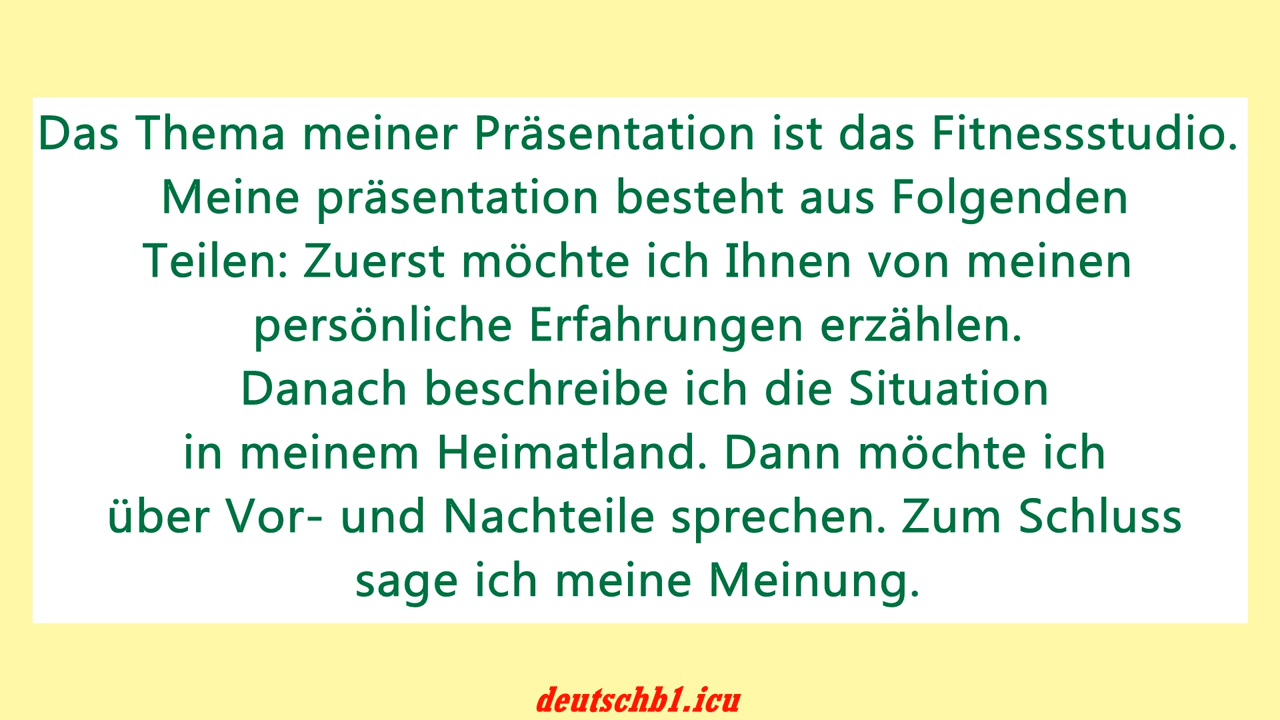 Das Thema meiner Präsentation ist das Fitnessstudio.
Meine präsentation besteht aus Folgenden
Teilen: Zuerst möchte ich Ihnen von meinen
persönliche Erfahrungen erzählen.
Danach beschreibe ich die Situation
in meinem Heimatland. Dann möchte ich
über Vor- und Nachteile sprechen. Zum Schluss
sage ich meine Meinung.
deutschb1.icu